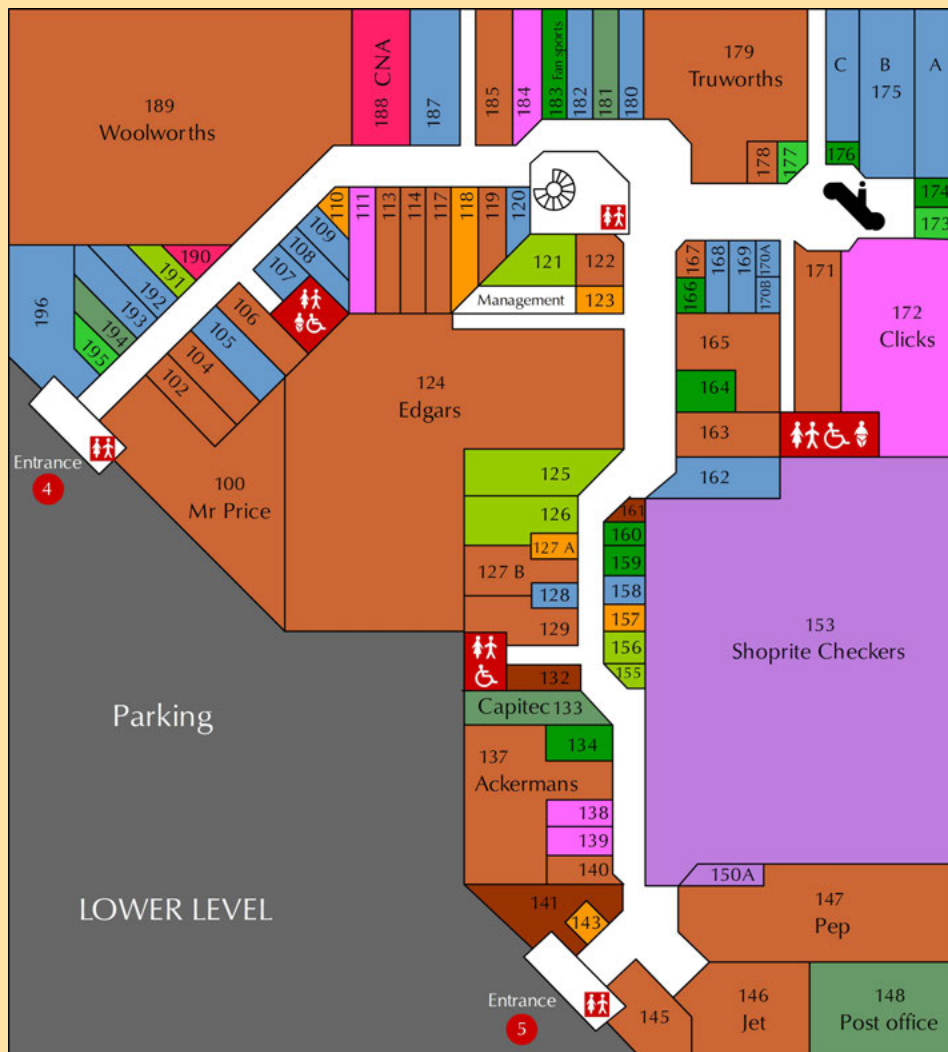 189
Woolworths
188 CNA
187
185
184
183 Fan sports
182
181
180
179
Truworths
178
177
C
B
A
175
176
174
173
110
111
113
114
117
118
119
120
109
108
107
106
105
104
102
190
191
192
193
194
195
196
121
122
Management
123
167
166
168
169
170A
170B
171
172
Clicks
165
164
163
162
124
Edgars
Entrance
4
100
Mr Price
125
126
127 A
127 B
128
129
132
161
160
159
158
157
156
155
153
Shoprite Checkers
Capitec 133
134
137
Ackermans
138
139
140
141
143
150A
147
Pep
Parking
LOWER LEVEL
Entrance
5
145
146
Jet
148
Post office